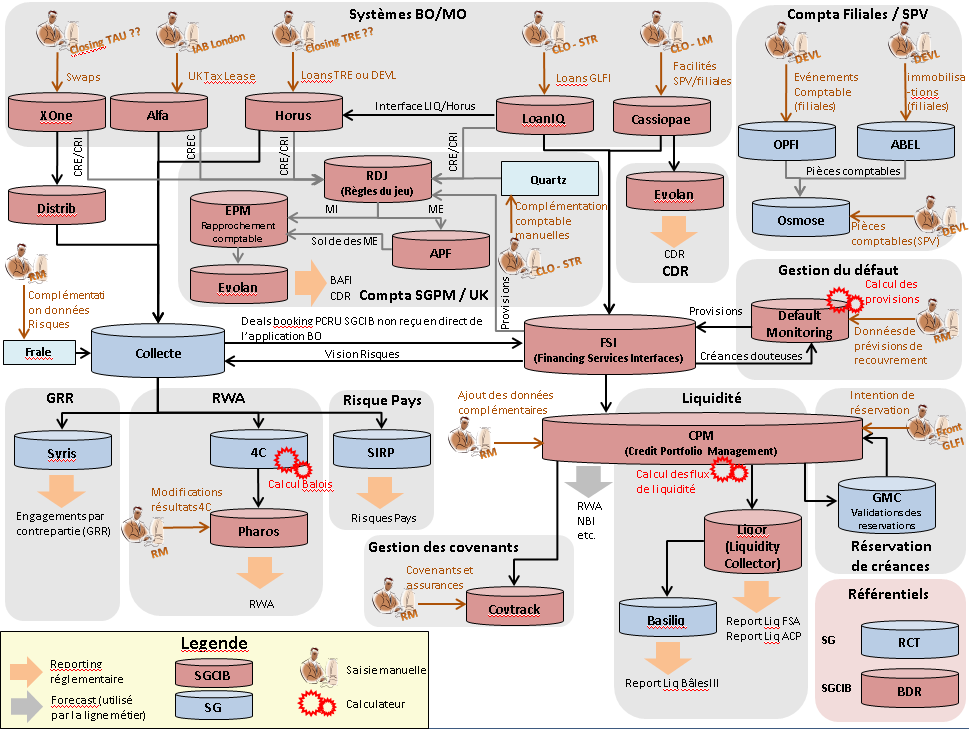 Systèmes BO/MO
Compta Filiales / SPV
Closing TAU ??
IAB London
Closing TRE ??
CLO - STR
CLO - LM
DEVL
DEVL
Swaps
UK Tax Lease
Loans TRE ou DEVL
Loans GLFI
Facilités
SPV/filiales
Evénements
Comptable
(filiales)
immobilisa
-tions
(filiales)
XOne
Alfa
Horus
Interface LIQ/Horus
LoanIQ
Cassiopae
OPFI
ABEL
CRE/CRI
CREC
CRE/CRI
CRE/CRI
RDJ
(Règles du jeu)
Quartz
Evolan
Pièces comptables
Distrib
EPM
Rapprochement
comptable
MI
ME
Complémentation
comptable
manuelles
Osmose
Pièces
comptables (SPV)
DEVL
Solde des ME
APF
CLO - STR
CDR
CDR
RM
Evolan
BAFI
CDR
Compta SGPM / UK
Provisions
Gestion du défaut
Calcul des
provisions
Complémentati
on données
Risques
Deals booking PCRU SGCIB non reçu en direct de
l'application BO
Provisions
Default
Monitoring
RM
Données de
prévisions de
recouvrement
Frale
Collecte
FSI
(Financing Services Interfaces)
Vision Risques
Créances douteuses
GRR
RWA
Risque Pays
Liquidité
Ajout des données
complémentaires
Intention de
réservation
RM
Front
GLFI
CPM
(Credit Portfolio Management)
Syris
4C
SIRP
Calcul Balois
Calcul des flux
de liquidité
GMC
Validations des
reservations
Modifications
résultats 4C
RM
Pharos
Engagements par
contrepartie (GRR)
Risques Pays
RWA
NBI
etc.
Liqor
(Liquidity
Collector)
Réservation
de créances
Gestion des covenants
Covenants et
assurances
RM
Covtrack
RWA
Basiliq
Report Liq FSA
Report Liq ACP
Report Liq Bâles III
Référentiels
SG
RCT
SGCIB
BDR
Legende
Reporting
réglementaire
SGCIB
Saisie manuelle
Forecast (utilisé
par la ligne métier)
SG
Calculateur